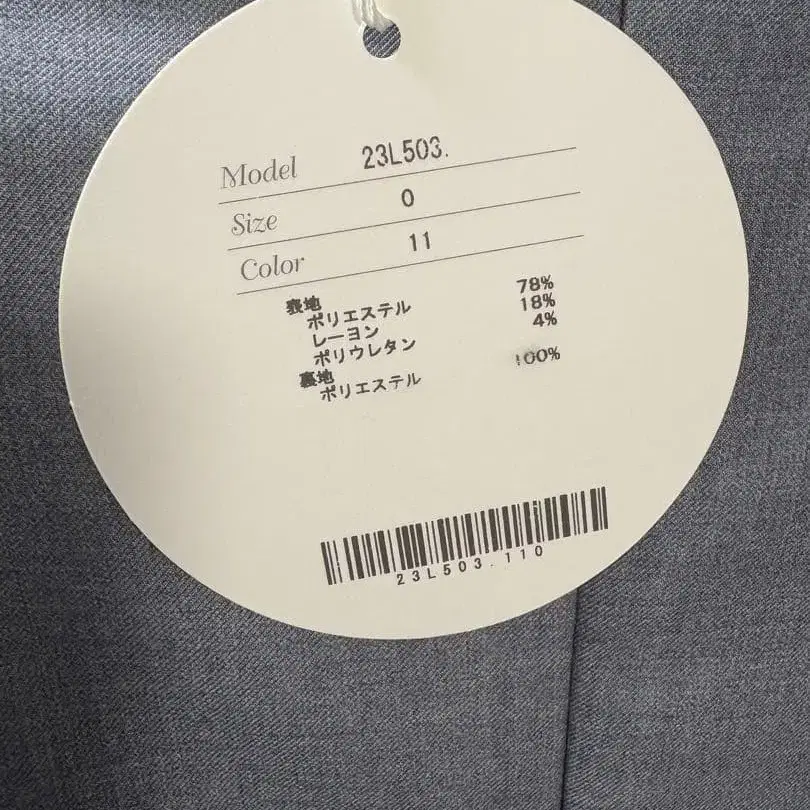 Model 23L503.
Size 0
Color 11
表地
ポリエステル 78%
レーヨン 18%
ポリウレタン 4%
裏地
ポリエステル 100%
23L503.110